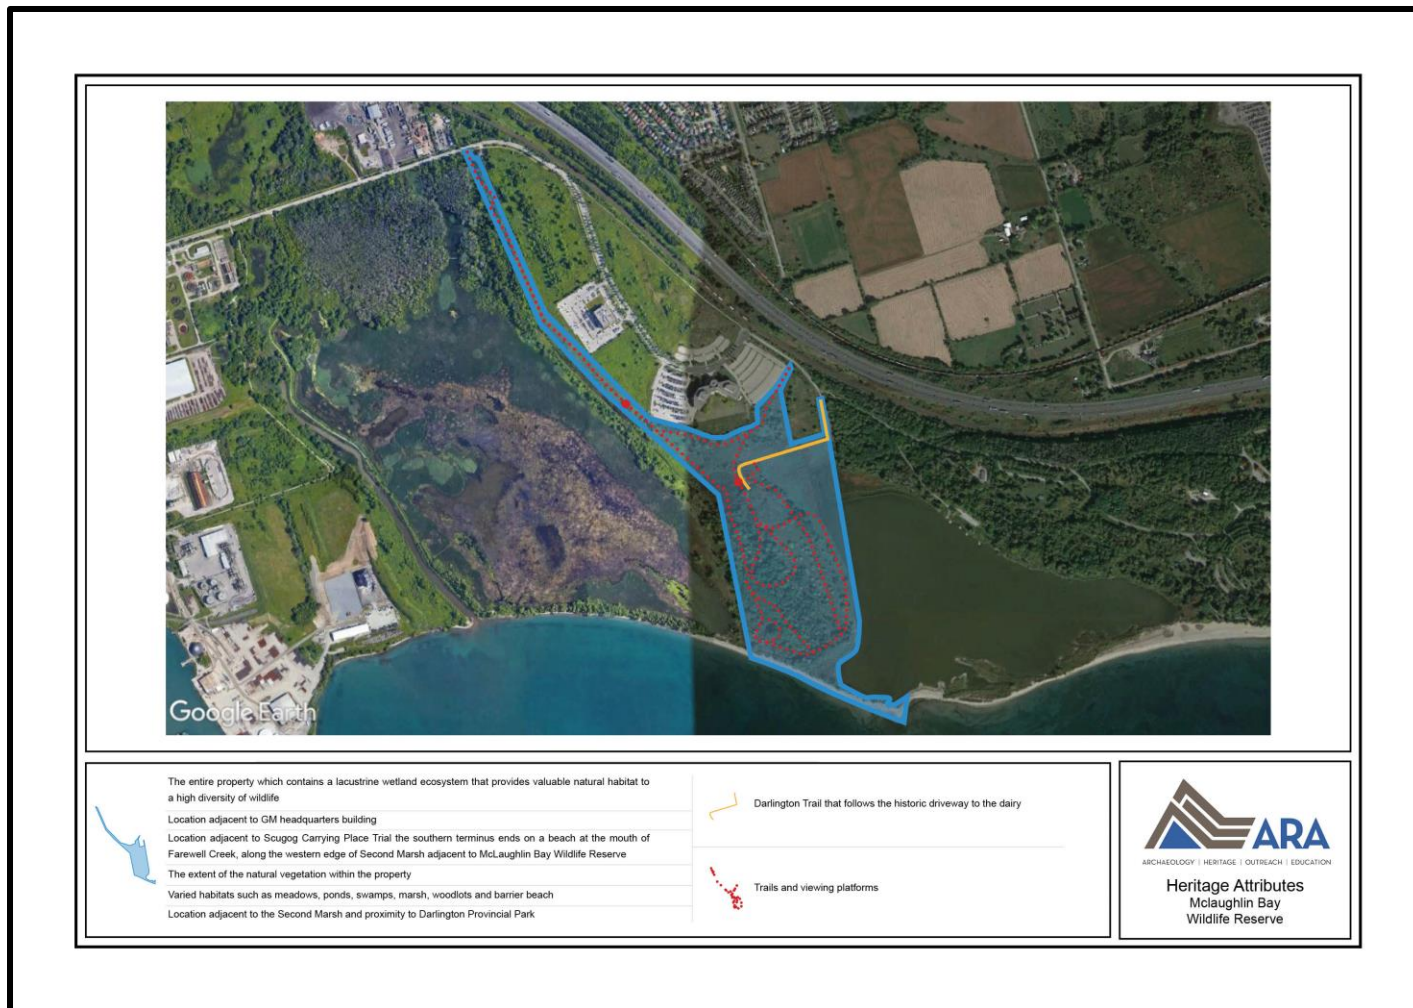 Google Earth
The entire property which contains a lacustrine wetland ecosystem that provides valuable natural habitat to
a high diversity of wildlife
Location adjacent to GM headquarters building
Location adjacent to Scugog Carrying Place Trial the southern terminus ends on a beach at the mouth of
Farewell Creek, along the western edge of Second Marsh adjacent to McLaughlin Bay Wildlife Reserve
The extent of the natural vegetation within the property
Varied habitats such as meadows, ponds, swamps, marsh, woodlots and barrier beach
Location adjacent to the Second Marsh and proximity to Darlington Provincial Park
Darlington Trail that follows the historic driveway to the dairy
Trails and viewing platforms
ARA
ARCHAEOLOGY | HERITAGE | OUTREACH | EDUCATION
Heritage Attributes
Mclaughlin Bay
Wildlife Reserve